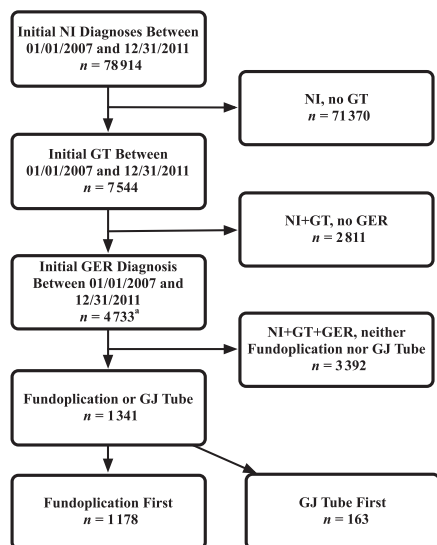 Initial NI Diagnoses Between
01/01/2007 and 12/31/2011
n = 78 914
NI, no GT
n = 71 370
Initial GT Between
01/01/2007 and 12/31/2011
n = 7 544
NI+GT, no GER
n = 2 811
Initial GER Diagnosis
Between 01/01/2007 and
12/31/2011
n = 4 733a
NI+GT+GER, neither
Fundoplication nor GJ Tube
n = 3 392
Fundoplication or GJ Tube
n = 1 341
Fundoplication First
n = 1 178
GJ Tube First
n = 163